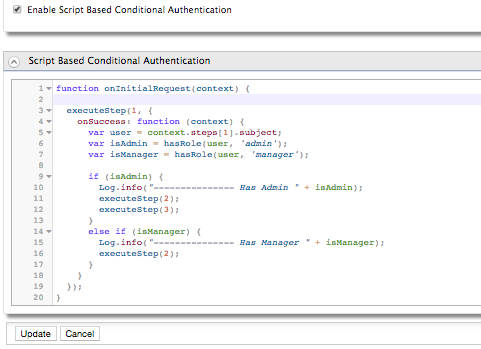 Enable Script Based Conditional Authentication
Script Based Conditional Authentication
1 function onInitialRequest(context) {
2
3 executeStep(1, {
4 onSuccess: function (context) {
5 var user = context.steps[1].subject;
6 var isAdmin = hasRole(user, 'admin');
7 var isManager = hasRole(user, 'manager');
8
9 if (isAdmin) {
10 Log.info("--------------- Has Admin " + isAdmin);
11 executeStep(2);
12 executeStep(3);
13 }
14 else if (isManager) {
15 Log.info("--------------- Has Manager " + isManager);
16 executeStep(2);
17 }
18 }
19 });
20 }
Update Cancel